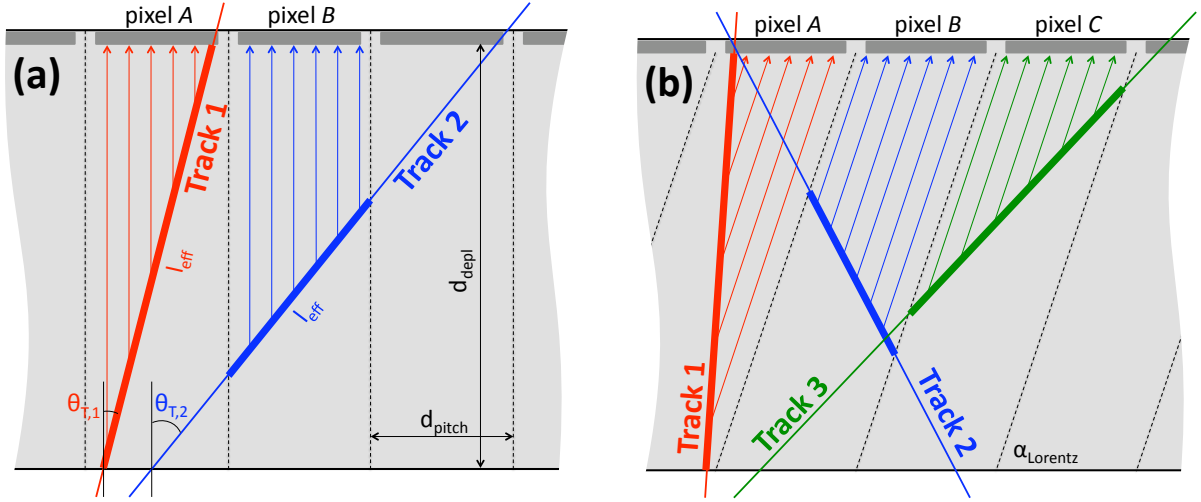 pixel A
pixel B
(a)
Track 1
Track 2
l_eff
l_eff
d_depl
θ_T,1
θ_T,2
d_pitch
pixel A
pixel B
pixel C
(b)
Track 1
Track 3
Track 2
α_Lorentz